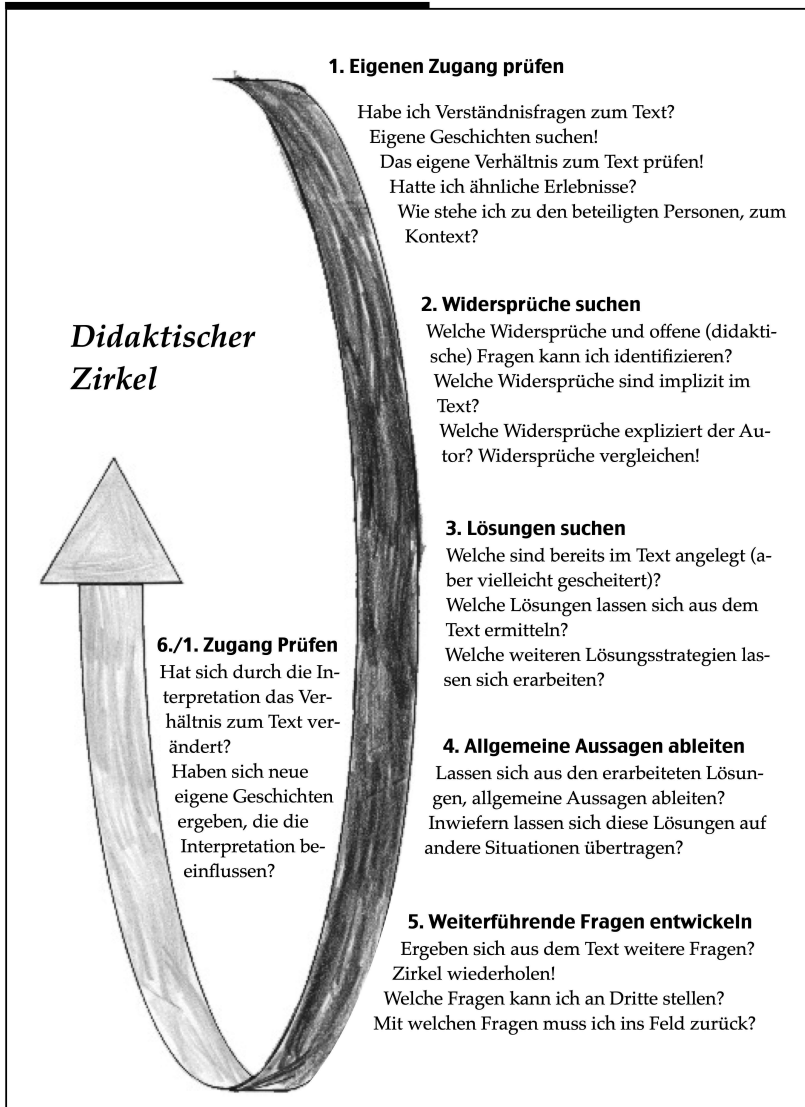 1. Eigenen Zugang prüfen
Habe ich Verständnisfragen zum Text?
Eigene Geschichten suchen!
Das eigene Verhältnis zum Text prüfen!
Hatte ich ähnliche Erlebnisse?
Wie stehe ich zu den beteiligten Personen, zum
Kontext?
Didaktischer
Zirkel
2. Widersprüche suchen
Welche Widersprüche und offene (didakti-
sche) Fragen kann ich identifizieren?
Welche Widersprüche sind implizit im
Text?
Welche Widersprüche expliziert der Au-
tor? Widersprüche vergleichen!
3. Lösungen suchen
Welche sind bereits im Text angelegt (a-
ber vielleicht gescheitert)?
Welche Lösungen lassen sich aus dem
Text ermitteln?
Welche weiteren Lösungsstrategien las-
sen sich erarbeiten?
4. Allgemeine Aussagen ableiten
Lassen sich aus den erarbeiteten Lösun-
gen, allgemeine Aussagen ableiten?
Inwiefern lassen sich diese Lösungen auf
andere Situationen übertragen?
5. Weiterführende Fragen entwickeln
Ergeben sich aus dem Text weitere Fragen?
Zirkel wiederholen!
Welche Fragen kann ich an Dritte stellen?
Mit welchen Fragen muss ich ins Feld zurück?
6./1. Zugang Prüfen
Hat sich durch die In-
terpretation das Ver-
hältnis zum Text ver-
ändert?
Haben sich neue
eigene Geschichten
ergeben, die die
Interpretation be-
einflussen?